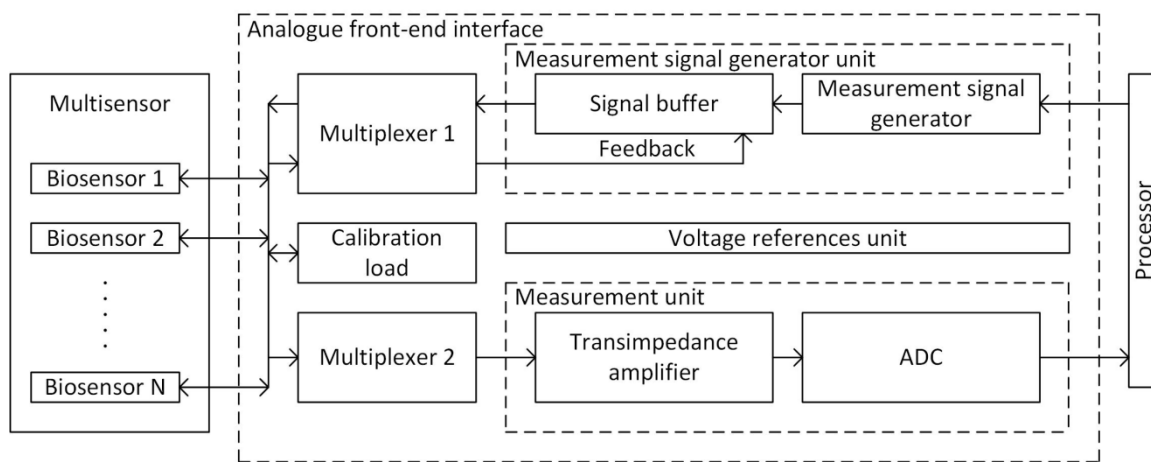 Analogue front-end interface
Measurement signal generator unit
Multisensor
Multiplexer 1
Signal buffer
Measurement signal
generator
Feedback
Biosensor 1
Biosensor 2
Calibration
load
Voltage references unit
Processor
Measurement unit
Multiplexer 2
Transimpedance
amplifier
ADC
Biosensor N